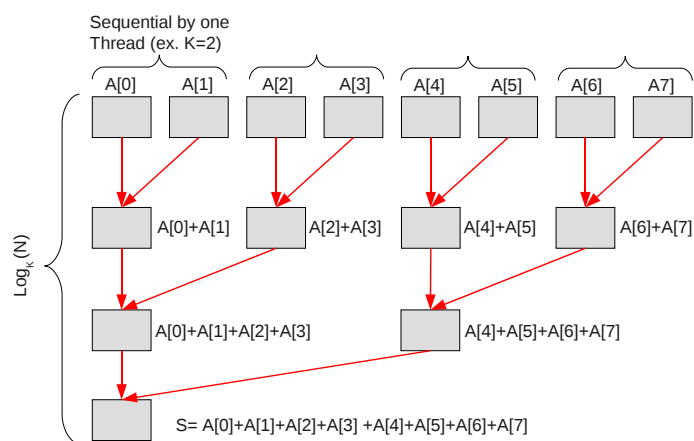 Sequential by one
Thread (ex. K=2)
A[0] A[1] A[2] A[3] A[4] A[5] A[6] A7]
A[0]+A[1] A[2]+A[3] A[4]+A[5] A[6]+A[7]
Log_K (N)
A[0]+A[1]+A[2]+A[3] A[4]+A[5]+A[6]+A[7]
S= A[0]+A[1]+A[2]+A[3] +A[4]+A[5]+A[6]+A[7]